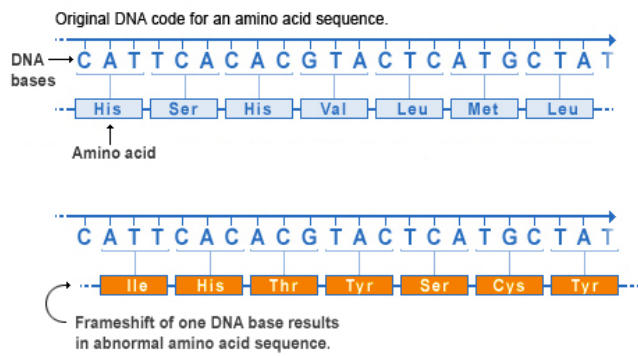 Original DNA code for an amino acid sequence.
DNA bases
C A T T C A C A C G T A C T C A T G C T A T
His Ser His Val Leu Met Leu
Amino acid
C A T T C A C A C G T A C T C A T G C T A T
Ile His Thr Tyr Ser Cys Tyr
Frameshift of one DNA base results
in abnormal amino acid sequence.